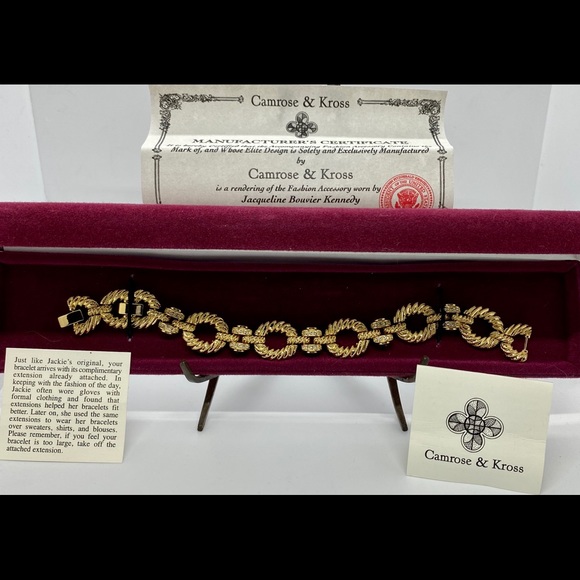 Camrose & Kross
MANUFACTURER'S CERTIFICATE
Mark of, and Whose Elite Design is Solely and Exclusively Manufactured
by
Camrose & Kross
is a rendering of the Fashion Accessory worn by
Jacqueline Bouvier Kennedy
Just like Jackie's original, your
bracelet arrives with its complimentary
extension already attached. In
keeping with the fashion of the day,
Jackie often wore gloves with
formal clothing and found that
extensions helped her bracelets fit
better. Later on, she used the same
extensions to wear her bracelets
over sweaters, shirts, and blouses.
Please remember, if you feel your
bracelet is too large, take off the
attached extension.
Camrose & Kross